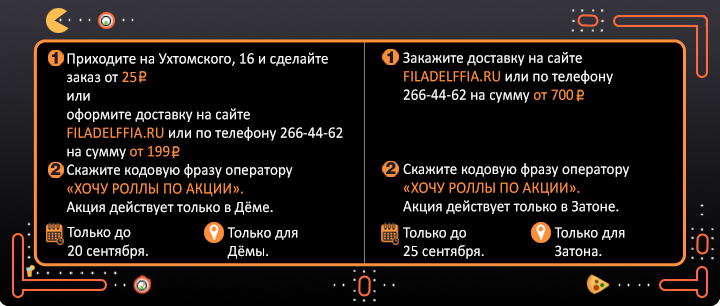 1 Приходите на Ухтомского, 16 и сделайте
заказ от 25₽
или
оформите доставку на сайте
FILADELFFIA.RU или по телефону 266-44-62
на сумму от 199₽
2 Скажите кодовую фразу оператору
«ХОЧУ РОЛЛЫ ПО АКЦИИ».
Акция действует только в Дёме.
Только до
20 сентября.
Только для
Дёмы.
1 Закажите доставку на сайте
FILADELFFIA.RU или по телефону
266-44-62 на сумму от 700₽
2 Скажите кодовую фразу оператору
«ХОЧУ РОЛЛЫ ПО АКЦИИ».
Акция действует только в Затоне.
Только до
25 сентября.
Только для
Затона.